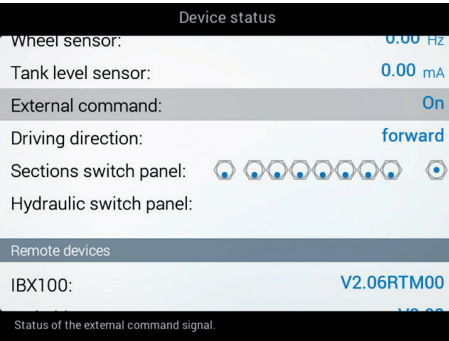 Device status
Wheel sensor: 0.00 Hz
Tank level sensor: 0.00 mA
External command: On
Driving direction: forward
Sections switch panel:
Hydraulic switch panel:
Remote devices
IBX100: V2.06RTM00
Status of the external command signal.